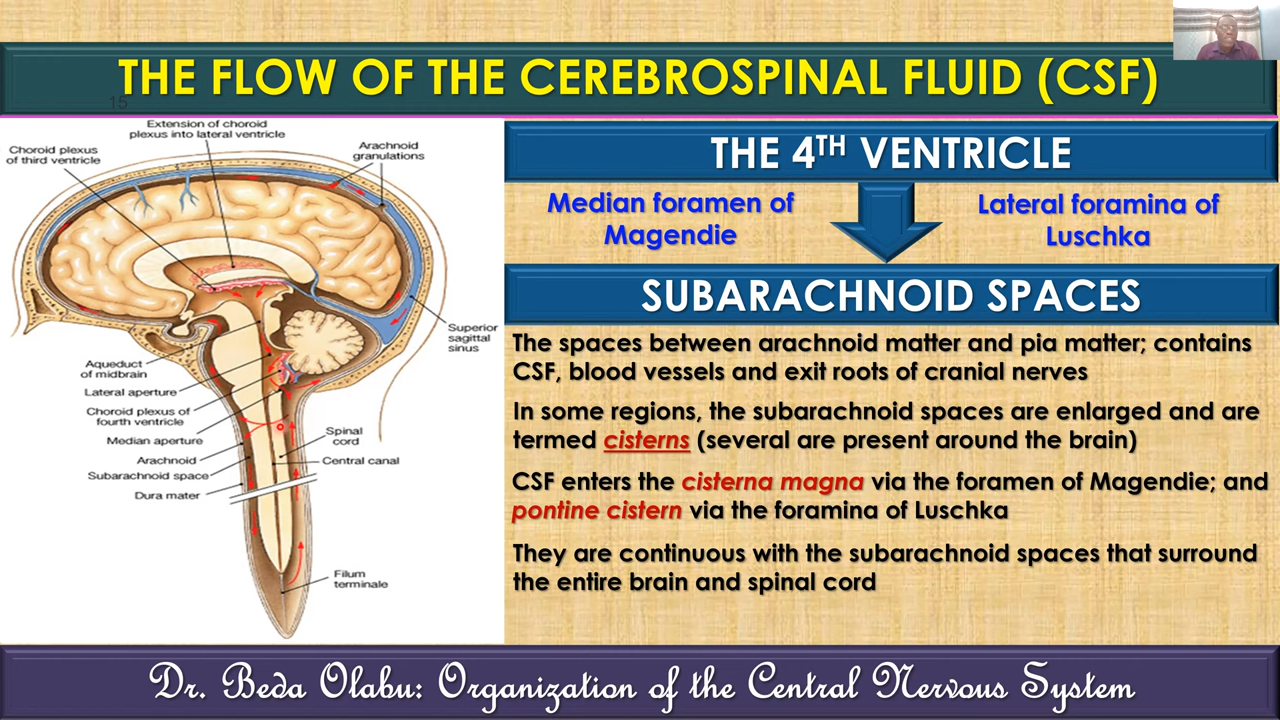 THE FLOW OF THE CEREBROSPINAL FLUID (CSF)
15
Extension of choroid
plexus into lateral ventricle
Choroid plexus
of third ventricle
Arachnoid
granulations
Superior
sagittal
sinus
Aqueduct
of midbrain
Lateral aperture
Choroid plexus of
fourth ventricle
Median aperture
Arachnoid
Subarachnoid space
Dura mater
Spinal
cord
Central canal
Filum
terminale
THE 4TH VENTRICLE
Median foramen of
Magendie
Lateral foramina of
Luschka
SUBARACHNOID SPACES
The spaces between arachnoid matter and pia matter; contains
CSF, blood vessels and exit roots of cranial nerves
In some regions, the subarachnoid spaces are enlarged and are
termed cisterns (several are present around the brain)
CSF enters the cisterna magna via the foramen of Magendie; and
pontine cistern via the foramina of Luschka
They are continuous with the subarachnoid spaces that surround
the entire brain and spinal cord
Dr. Beda Olabu: Organization of the Central Nervous System